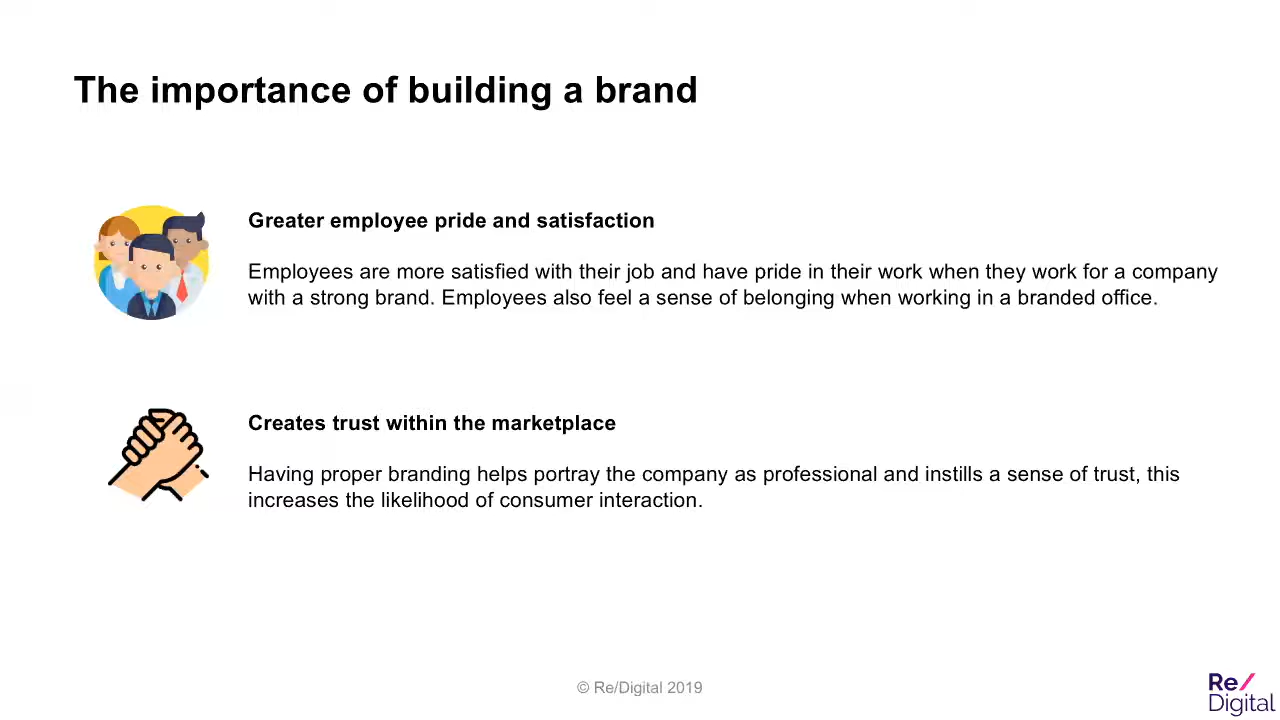 The importance of building a brand
Greater employee pride and satisfaction
Employees are more satisfied with their job and have pride in their work when they work for a company
with a strong brand. Employees also feel a sense of belonging when working in a branded office.
Creates trust within the marketplace
Having proper branding helps portray the company as professional and instills a sense of trust, this
increases the likelihood of consumer interaction.
© Re/Digital 2019
Re/
Digital